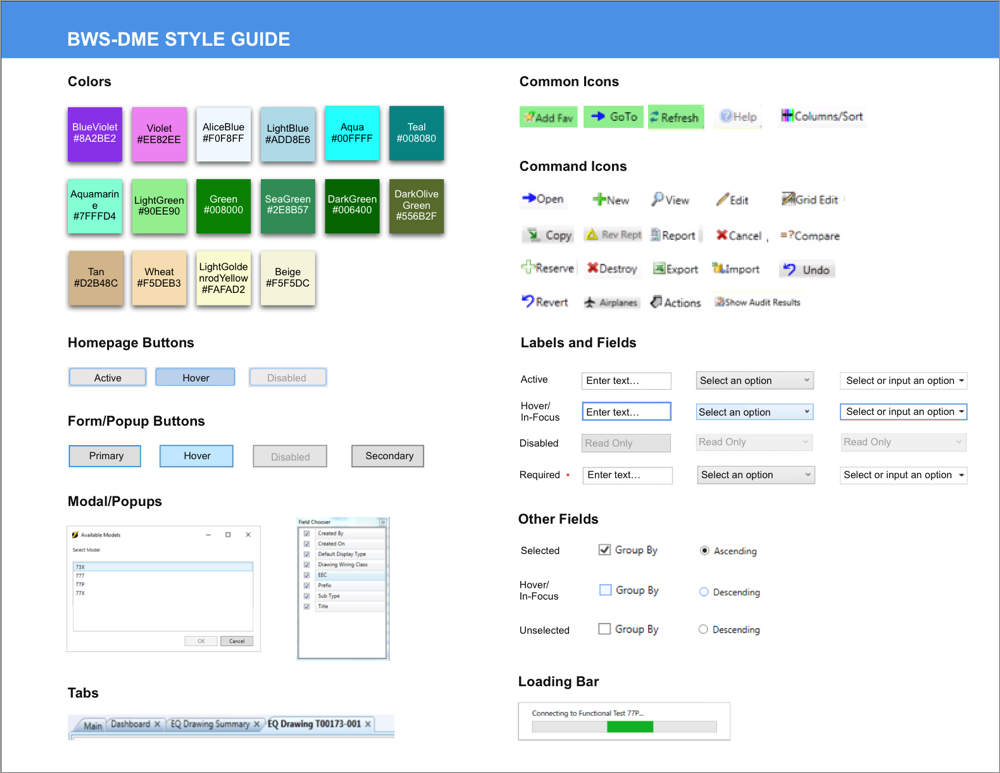 BWS-DME STYLE GUIDE
Colors
BlueViolet
#8A2BE2
Violet
#EE82EE
AliceBlue
#F0F8FF
LightBlue
#ADD8E6
Aqua
#00FFFF
Teal
#008080
Aquamarin
e
#7FFFD4
LightGreen
#90EE90
Green
#008000
SeaGreen
#2E8B57
DarkGreen
#006400
DarkOlive
Green
#556B2F
Tan
#D2B48C
Wheat
#F5DEB3
LightGolde
nrodYellow
#FAFAD2
Beige
#F5F5DC
Homepage Buttons
Active
Hover
Disabled
Form/Popup Buttons
Primary
Hover
Disabled
Secondary
Modal/Popups
Available Models
Select Model
73X
777
77P
77X
OK
Cancel
Field Chooser
Created By
Created On
Default Display Type
Drawing Wiring Class
EEC
Prefix
Sub Type
Title
Tabs
Main
Dashboard
EQ Drawing Summary
EQ Drawing T00173-001
Common Icons
Add Fav
GoTo
Refresh
Help
Columns/Sort
Command Icons
Open
New
View
Edit
Grid Edit
Copy
Rev Rept
Report
Cancel
=?Compare
Reserve
Destroy
Export
Import
Undo
Revert
Airplanes
Actions
Show Audit Results
Labels and Fields
Active
Enter text…
Select an option
Select or input an option
Hover/
In-Focus
Enter text…
Select an option
Select or input an option
Disabled
Read Only
Read Only
Read Only
Required
Enter text…
Select an option
Select or input an option
Other Fields
Selected
Group By
Ascending
Hover/
In-Focus
Group By
Descending
Unselected
Group By
Descending
Loading Bar
Connecting to Functional Test 77P...